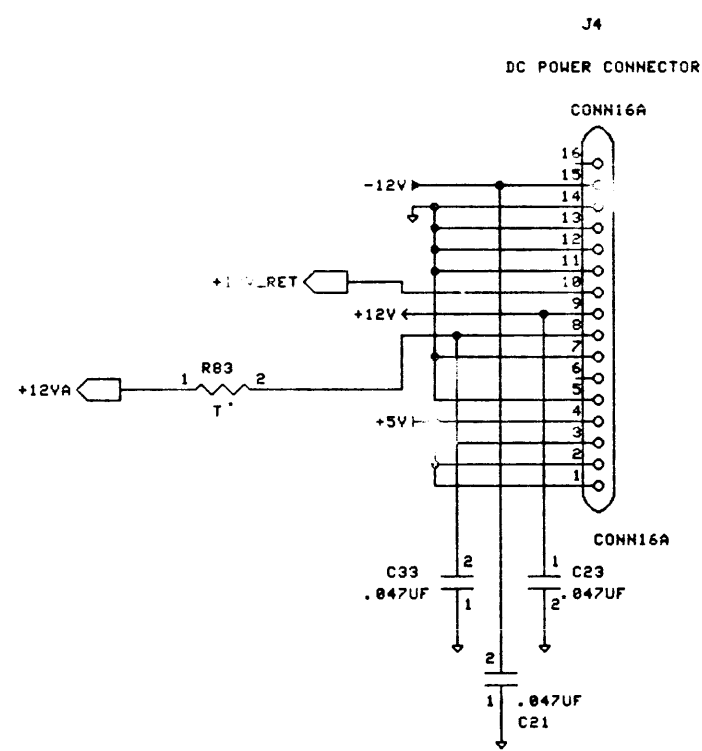 J4
DC POWER CONNECTOR
CONN16A
16
15
-12V
14
13
12
11
10
9
+12V
8
7
R83
+12VA
1
2
6
5
+5V
4
3
2
1
CONN16A
C33
.047UF
2
1
1
C23
.047UF
2
2
1
.047UF
C21